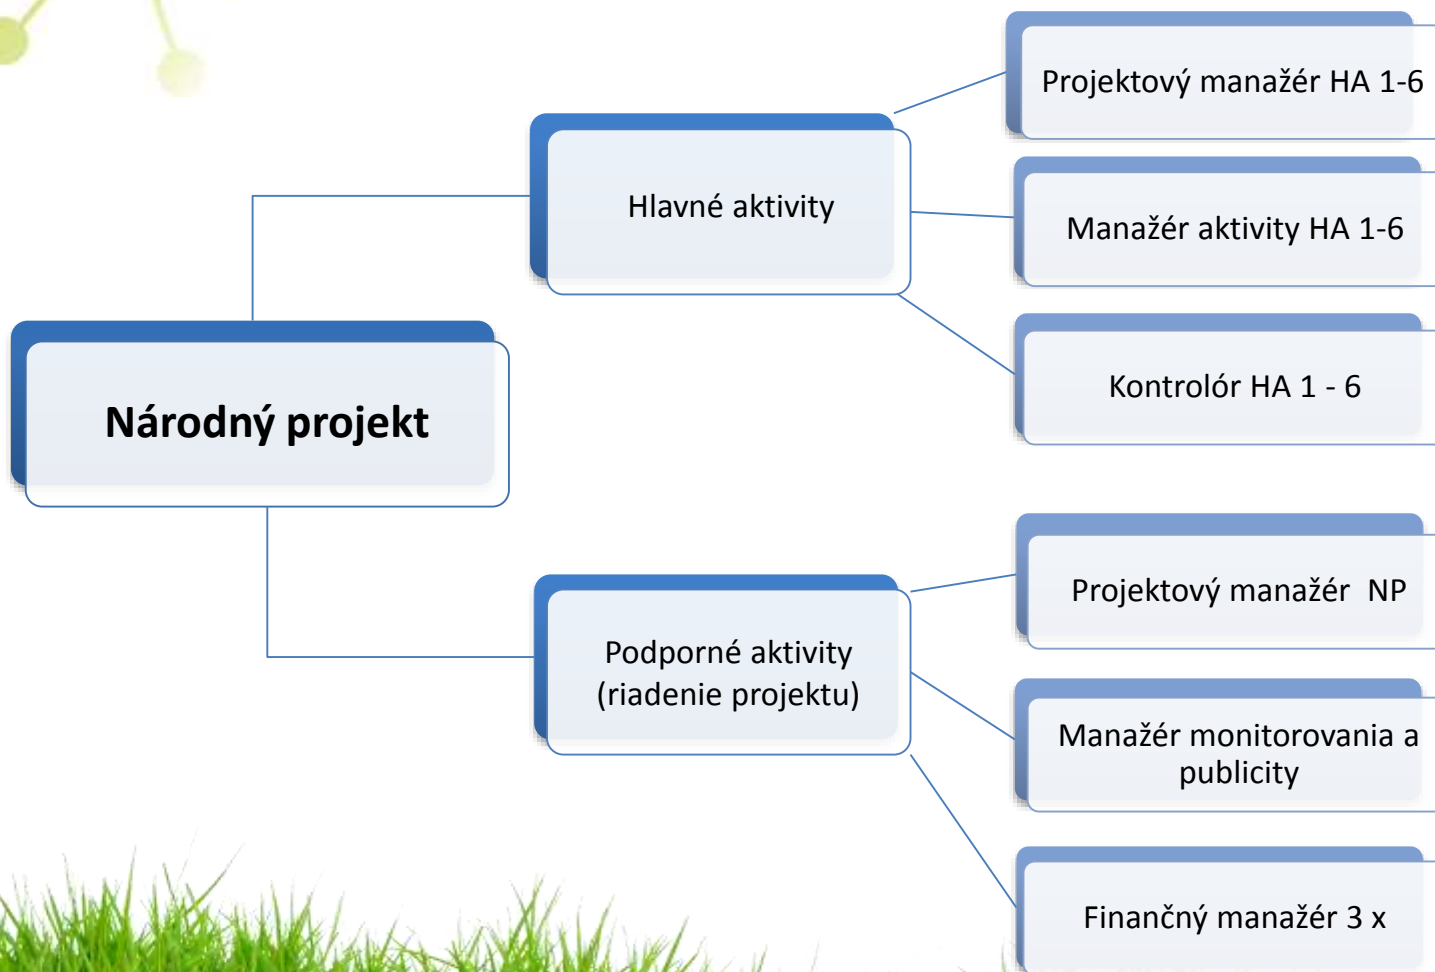 Národný projekt
Hlavné aktivity
Projektový manažér HA 1-6
Manažér aktivity HA 1-6
Kontrolór HA 1 - 6
Podporné aktivity
(riadenie projektu)
Projektový manažér  NP
Manažér monitorovania a
publicity
Finančný manažér 3 x